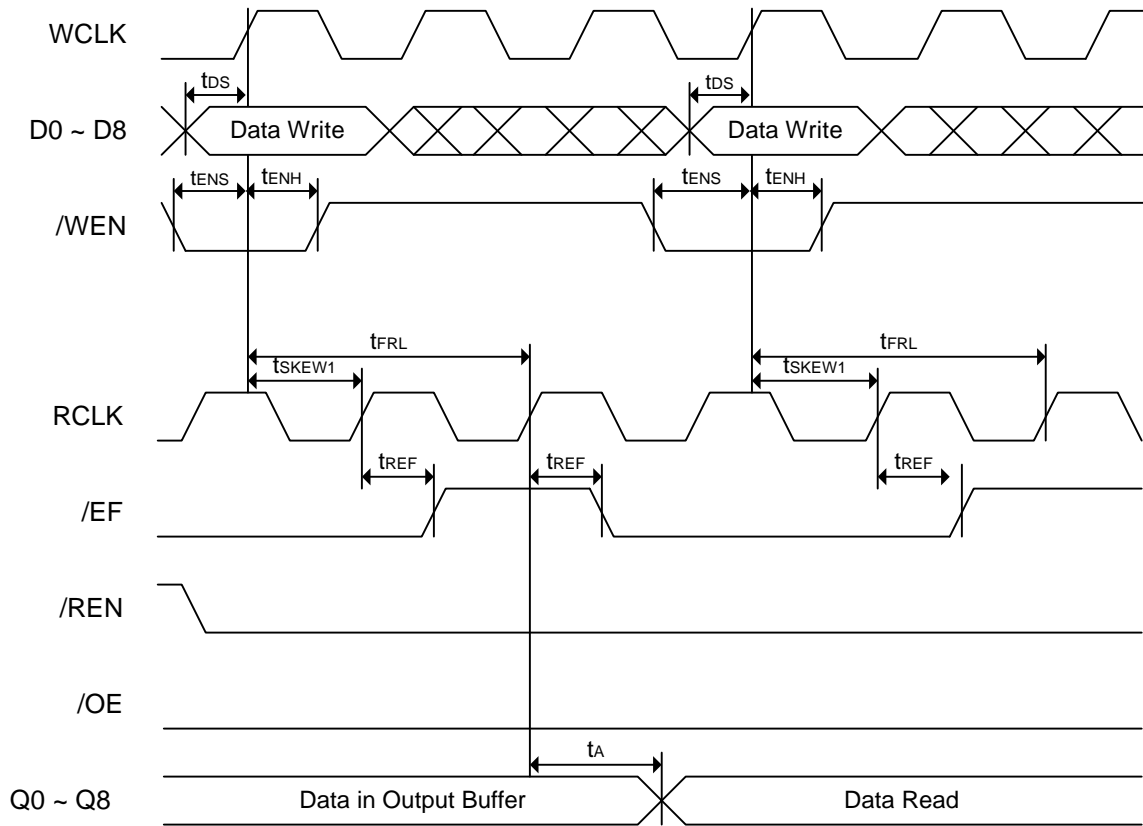 WCLK
tDS tDS
D0 ~ D8 Data Write Data Write
tENS tENH tENS tENH
/WEN
tFRL tFRL
tSKEW1 tSKEW1
RCLK
tREF tREF tREF
/EF
/REN
/OE
tA
Q0 ~ Q8 Data in Output Buffer Data Read